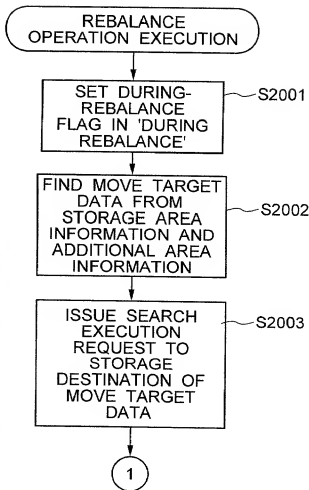 REBALANCE
OPERATION EXECUTION
SET DURING-
REBALANCE
FLAG IN 'DURING
REBALANCE'
S2001
FIND MOVE TARGET
DATA FROM
STORAGE AREA
INFORMATION AND
ADDITIONAL AREA
INFORMATION
S2002
ISSUE SEARCH
EXECUTION
REQUEST TO
STORAGE
DESTINATION OF
MOVE TARGET
DATA
S2003
1